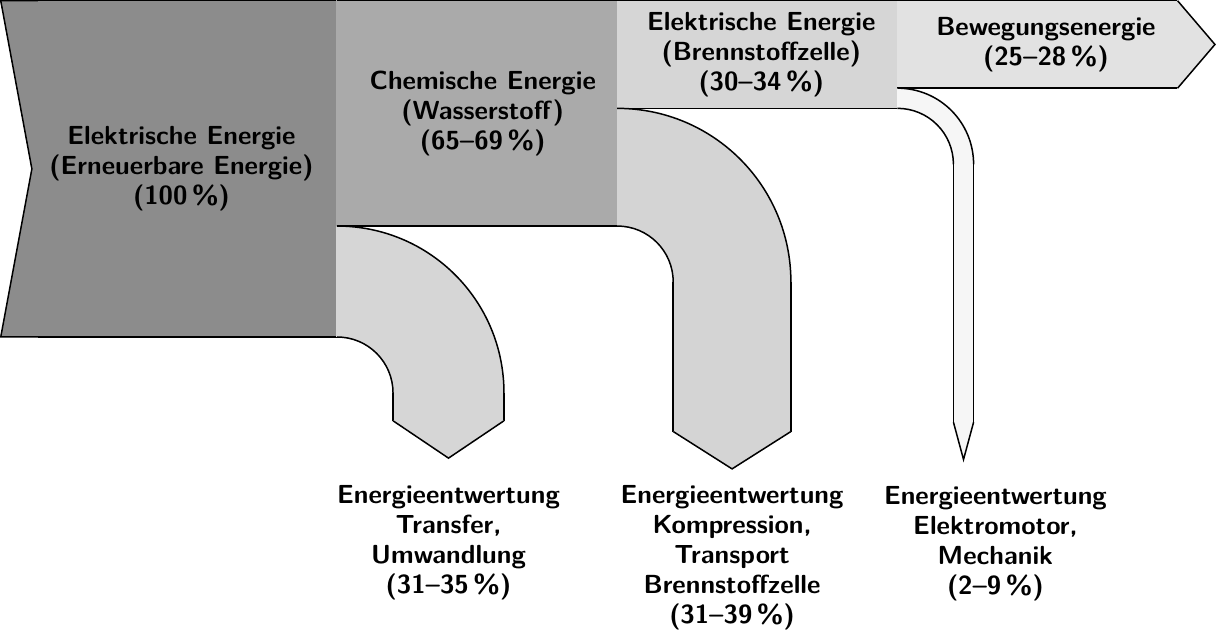 Elektrische Energie
(Erneuerbare Energie)
(100 %)
Chemische Energie
(Wasserstoff)
(65–69 %)
Elektrische Energie
(Brennstoffzelle)
(30–34 %)
Bewegungsenergie
(25–28 %)
Energieentwertung
Transfer,
Umwandlung
(31–35 %)
Energieentwertung
Kompression,
Transport
Brennstoffzelle
(31–39 %)
Energieentwertung
Elektromotor,
Mechanik
(2–9 %)